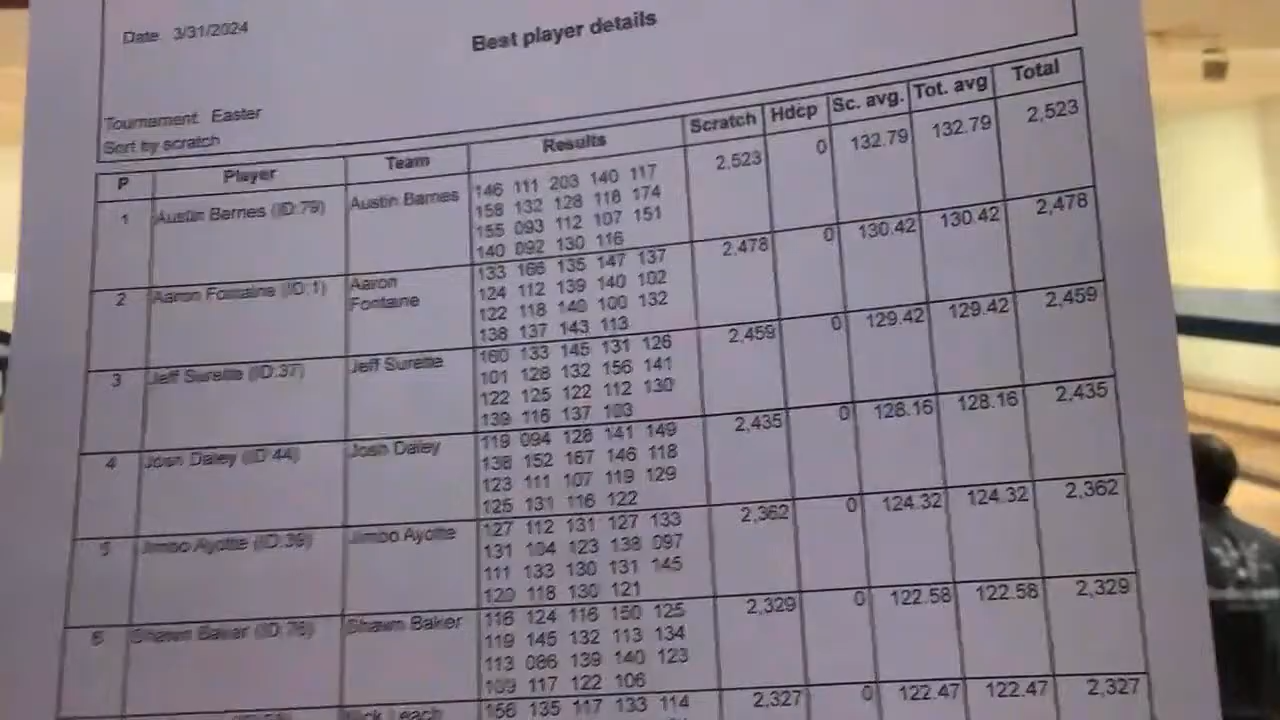 Date 3/31/2024
Best player details
Tournament Easter
Sort by scratch
P Player Team Results Scratch Hdcp Sc. avg. Tot. avg Total
1 Austin Barnes (ID:79) Austin Barnes 2,523 0 132.79 132.79 2,523
146 111 203 140 117
158 132 128 118 174
155 093 112 107 151
140 092 130 116
2 Aaron Fontaine (ID:1) Aaron Fontaine 2,478 0 130.42 130.42 2,478
133 166 135 147 137
124 112 139 140 102
122 118 140 100 132
138 137 143 113
3 Jeff Surette (ID:37) Jeff Surette 2,459 0 129.42 129.42 2,459
160 133 145 131 126
101 128 132 156 141
122 125 122 112 130
139 116 137 103
4 Josh Daley (ID:44) Josh Daley 2,435 0 128.16 128.16 2,435
119 094 128 141 149
138 152 167 146 118
123 111 107 119 129
125 131 116 122
5 Jimbo Ayotte (ID:39) Jimbo Ayotte 2,362 0 124.32 124.32 2,362
127 112 131 127 133
131 104 123 138 097
111 133 130 131 145
120 118 130 121
6 Shawn Baker (ID:76) Shawn Baker 2,329 0 122.58 122.58 2,329
116 124 116 150 125
119 145 132 113 134
113 086 139 140 123
109 117 122 106
Leach 2,327 0 122.47 122.47 2,327
156 135 117 133 114